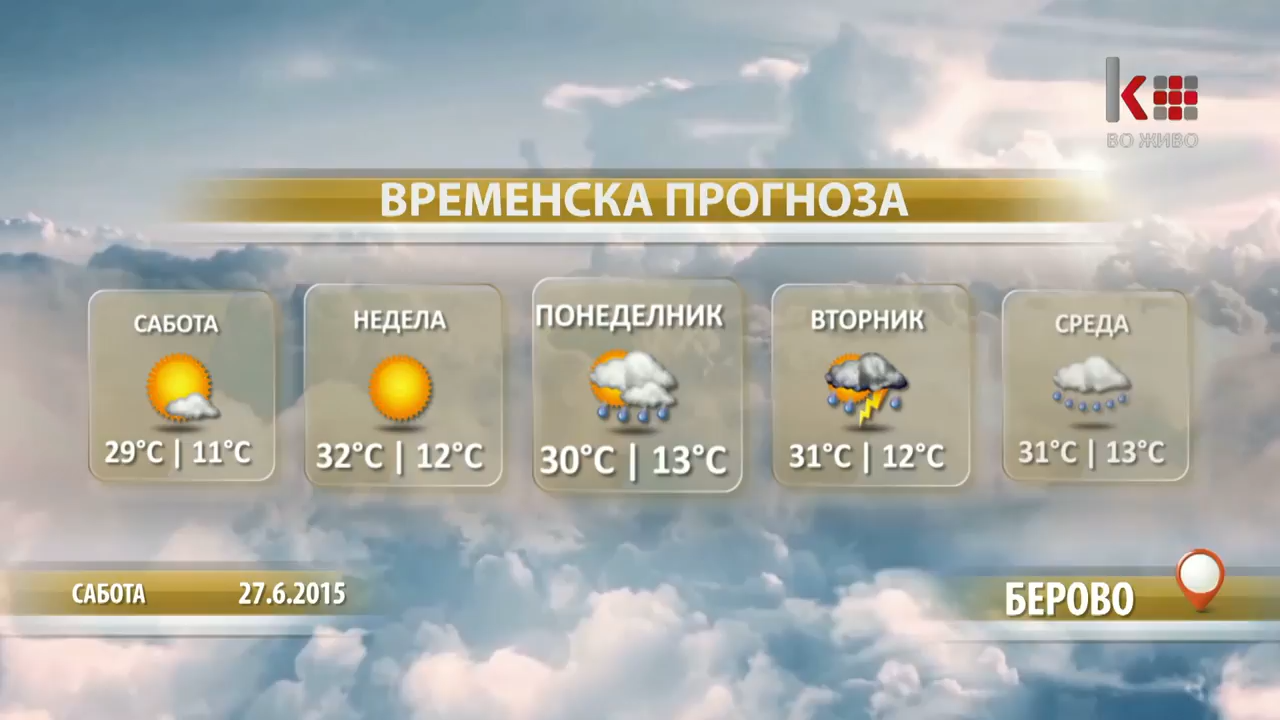 К
ВО ЖИВО
ВРЕМЕНСКА ПРОГНОЗА
САБОТА
29°C | 11°C
НЕДЕЛА
32°C | 12°C
ПОНЕДЕЛНИК
30°C | 13°C
ВТОРНИК
31°C | 12°C
СРЕДА
31°C | 13°C
САБОТА 27.6.2015
БЕРОВО